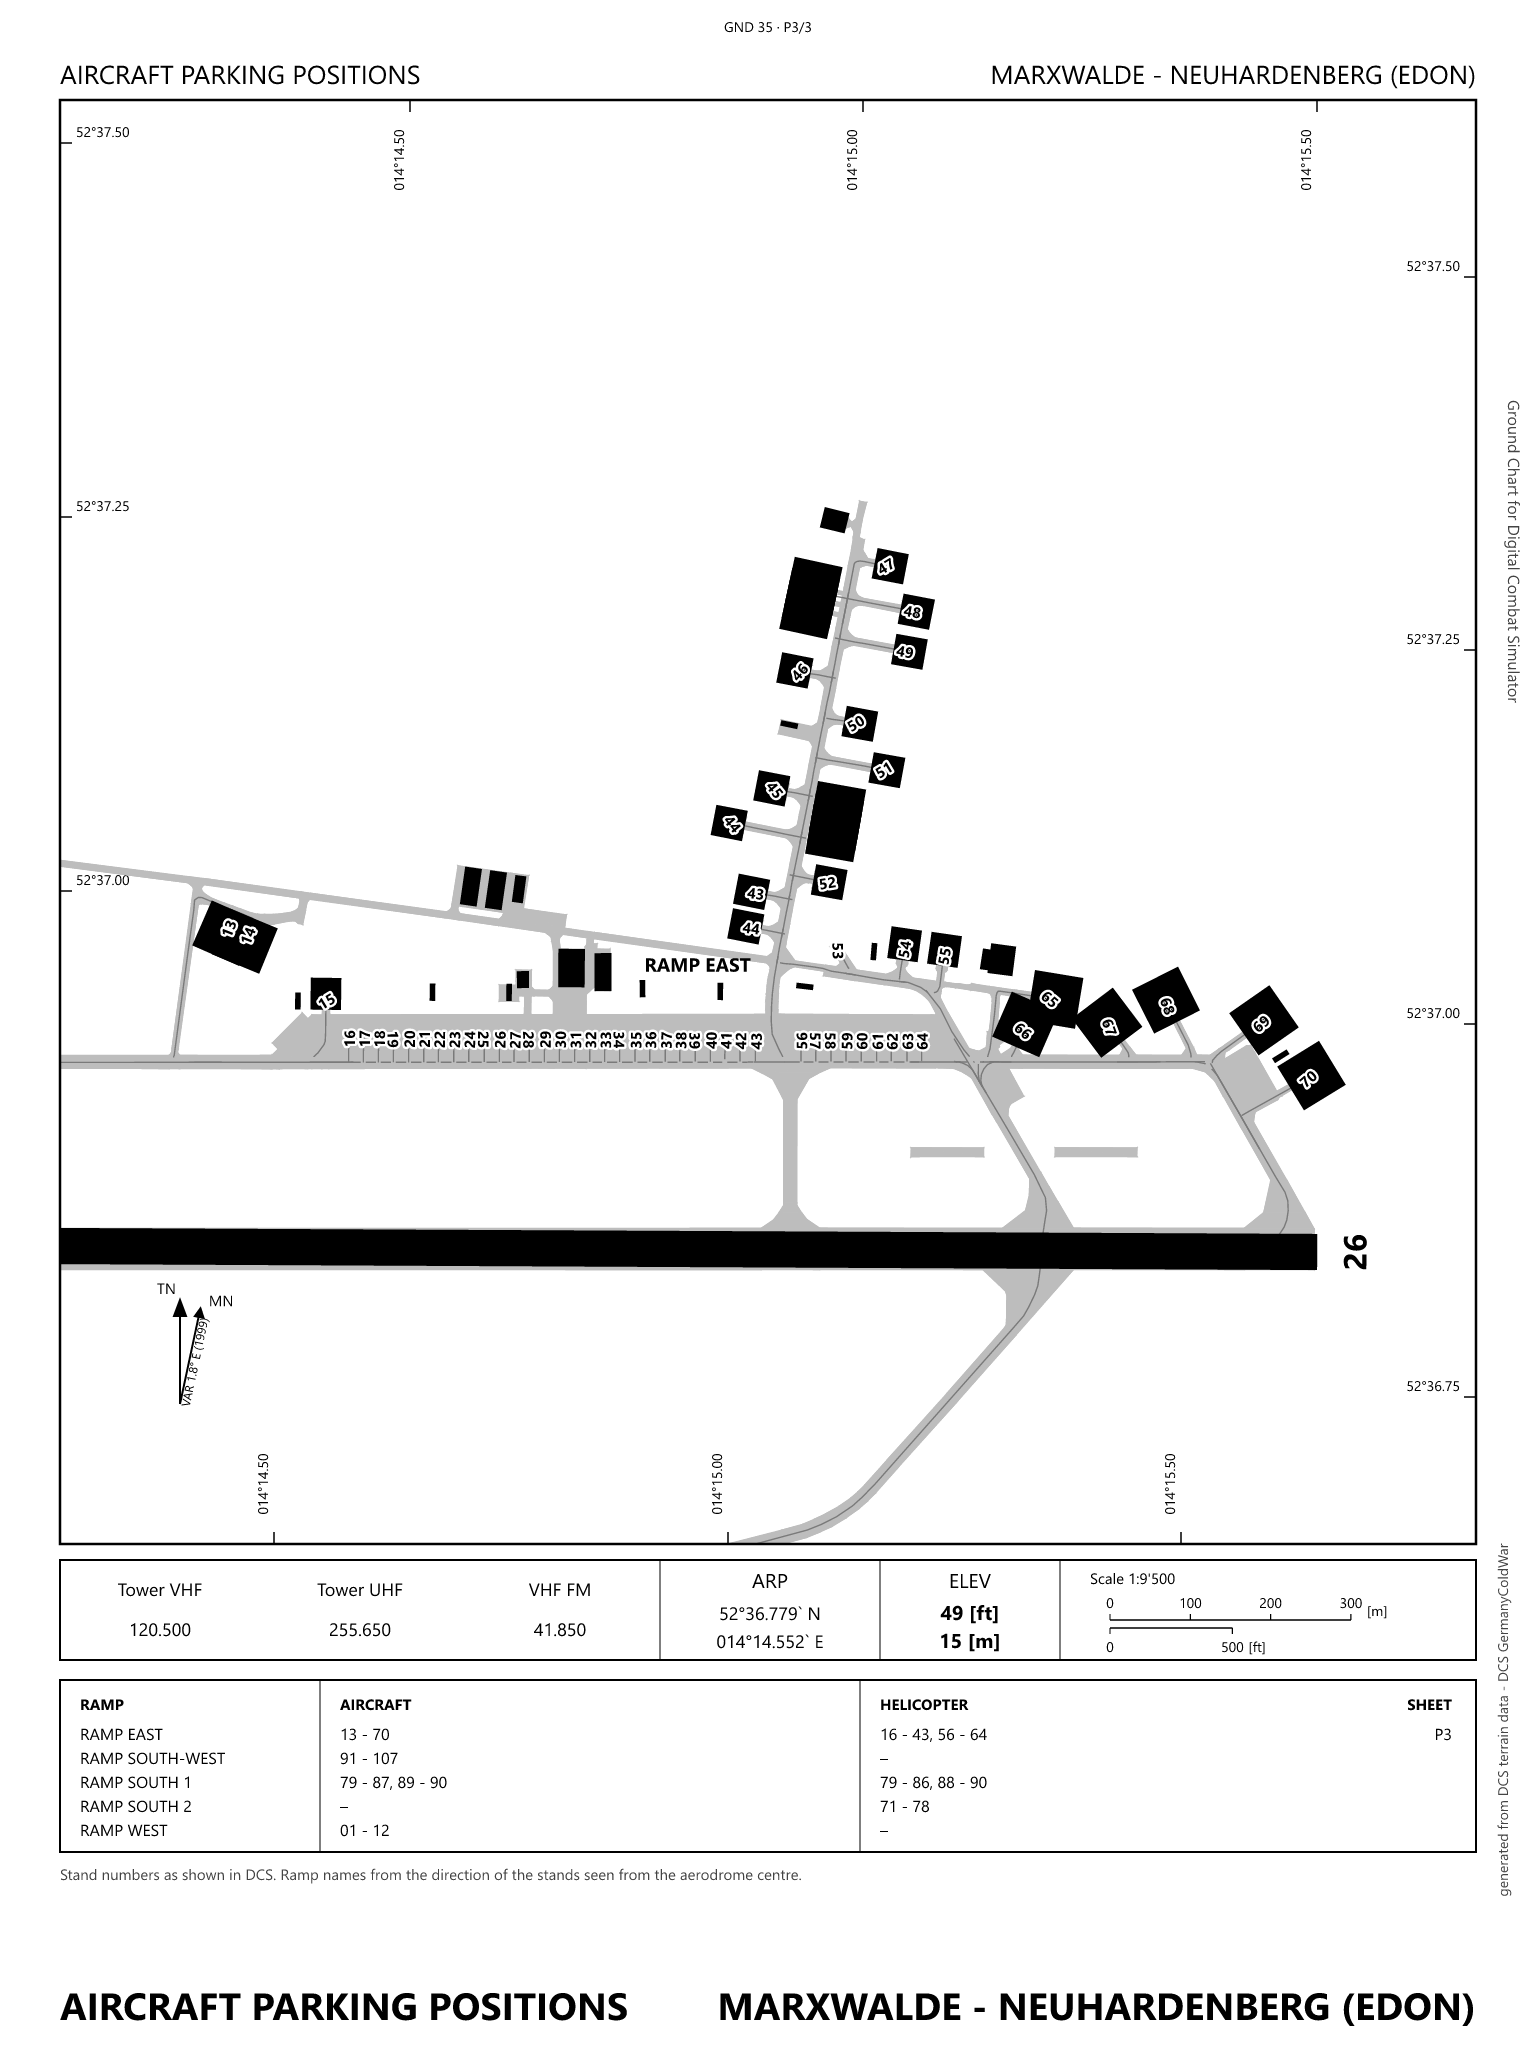 GND 35 · P3/3
AIRCRAFT PARKING POSITIONS
MARXWALDE - NEUHARDENBERG (EDON)
52°37.50
014°14.50
014°15.00
014°15.50
52°37.50
52°37.25
52°37.25
47
48
49
46
50
51
45
44
52
43
44
52°37.00
13
14
RAMP EAST
53
54
55
15
65
66
67
68
69
70
52°37.00
16 17 18 19 20 21 22 23 24 25 26 27 28 29 30 31 32 33 34 35 36 37 38 39 40 41 42 43
56 57 58 59 60 61 62 63 64
26
TN
MN
VAR 1.8° E (1999)
52°36.75
014°14.50
014°15.00
014°15.50
Tower VHF
120.500
Tower UHF
255.650
VHF FM
41.850
ARP
52°36.779` N
014°14.552` E
ELEV
49 [ft]
15 [m]
Scale 1:9'500
0 100 200 300 [m]
0 500 [ft]
RAMP AIRCRAFT HELICOPTER SHEET
RAMP EAST 13 - 70 16 - 43, 56 - 64 P3
RAMP SOUTH-WEST 91 - 107 –
RAMP SOUTH 1 79 - 87, 89 - 90 79 - 86, 88 - 90
RAMP SOUTH 2 – 71 - 78
RAMP WEST 01 - 12 –
Stand numbers as shown in DCS. Ramp names from the direction of the stands seen from the aerodrome centre.
Ground Chart for Digital Combat Simulator
generated from DCS terrain data - DCS GermanyColdWar
AIRCRAFT PARKING POSITIONS
MARXWALDE - NEUHARDENBERG (EDON)